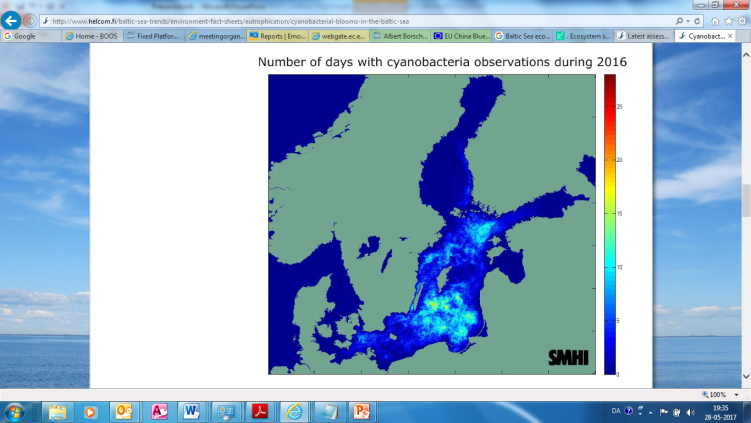 http://www.helcom.fi/baltic-sea-trends/environment-fact-sheets/eutrophication/cyanobacterial-blooms-in-the-baltic-sea
Google
Home - BOOS
Fixed Platfor...
meetingorgan...
Reports | Emo...
webgate.ec.e...
Albert Borsch...
EU China Blue...
Baltic Sea eco...
Ecosystem s...
Latest assess...
Cyanobact...
Number of days with cyanobacteria observations during 2016
25
20
15
10
5
0
SMHI
100%
DA
19:35
28-05-2017